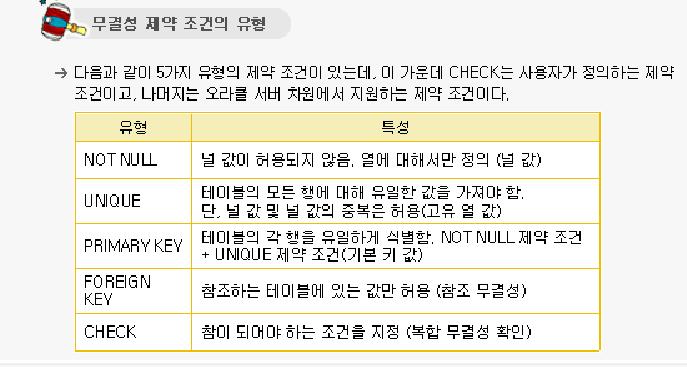 무결성 제약 조건의 유형
→ 다음과 같이 5가지 유형의 제약 조건이 있는데, 이 가운데 CHECK는 사용자가 정의하는 제약
조건이고, 나머지는 오라클 서버 차원에서 지원하는 제약 조건이다.
유형 특성
NOT NULL 널 값이 허용되지 않음, 열에 대해서만 정의 (널 값)
UNIQUE 테이블의 모든 행에 대해 유일한 값을 가져야 함.
단, 널 값 및 널 값의 중복은 허용(고유 열 값)
PRIMARY KEY 테이블의 각 행을 유일하게 식별함, NOT NULL 제약 조건
+ UNIQUE 제약 조건(기본 키 값)
FOREIGN
KEY 참조하는 테이블에 있는 값만 허용 (참조 무결성)
CHECK 참이 되어야 하는 조건을 지정 (복합 무결성 확인)